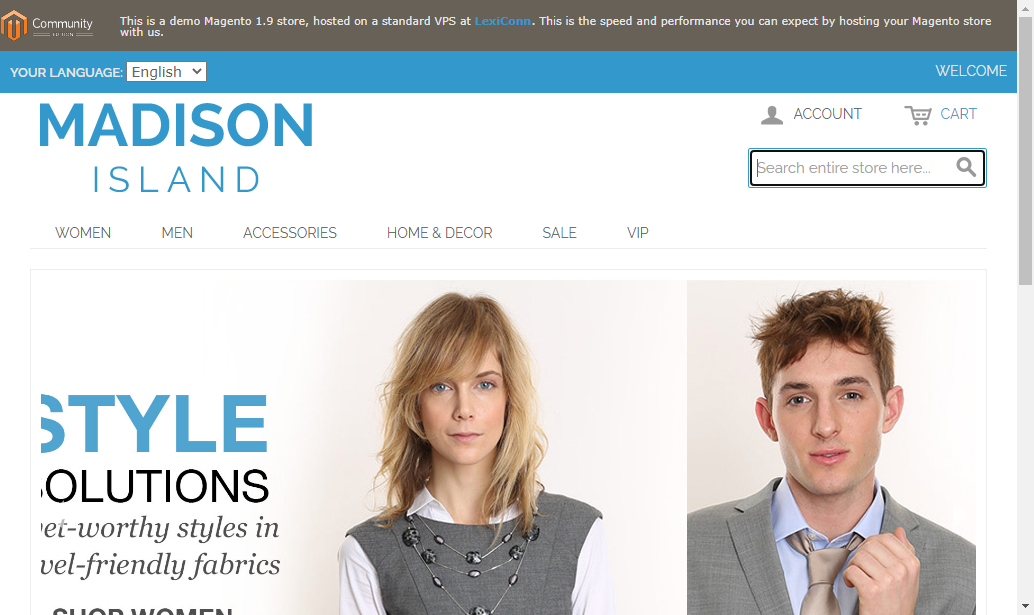 Community
EDITION
This is a demo Magento 1.9 store, hosted on a standard VPS at LexiConn. This is the speed and performance you can expect by hosting your Magento store
with us.
YOUR LANGUAGE: English
WELCOME
MADISON
ISLAND
ACCOUNT
CART
Search entire store here...
WOMEN
MEN
ACCESSORIES
HOME & DECOR
SALE
VIP
STYLE
SOLUTIONS
et-worthy styles in
vel-friendly fabrics
SHOP WOMEN